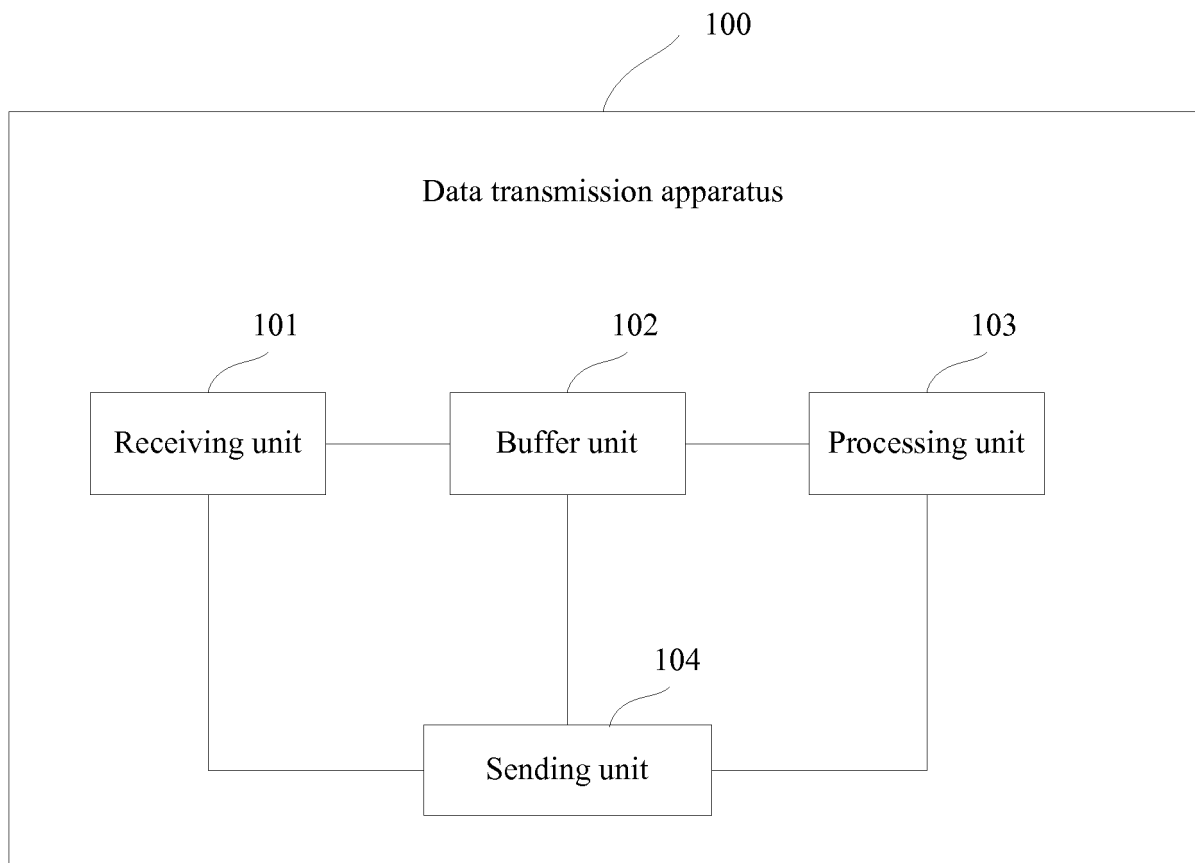 100
Data transmission apparatus
101
102
103
Receiving unit
Buffer unit
Processing unit
104
Sending unit